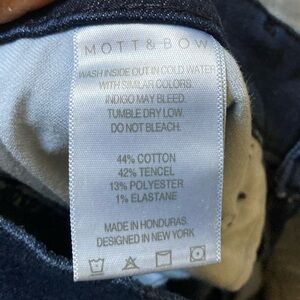 MOTT & BOW
WASH INSIDE OUT IN COLD WATER
WITH SIMILAR COLORS.
INDIGO MAY BLEED.
TUMBLE DRY LOW.
DO NOT BLEACH.
44% COTTON
42% TENCEL
13% POLYESTER
1% ELASTANE
MADE IN HONDURAS.
DESIGNED IN NEW YORK